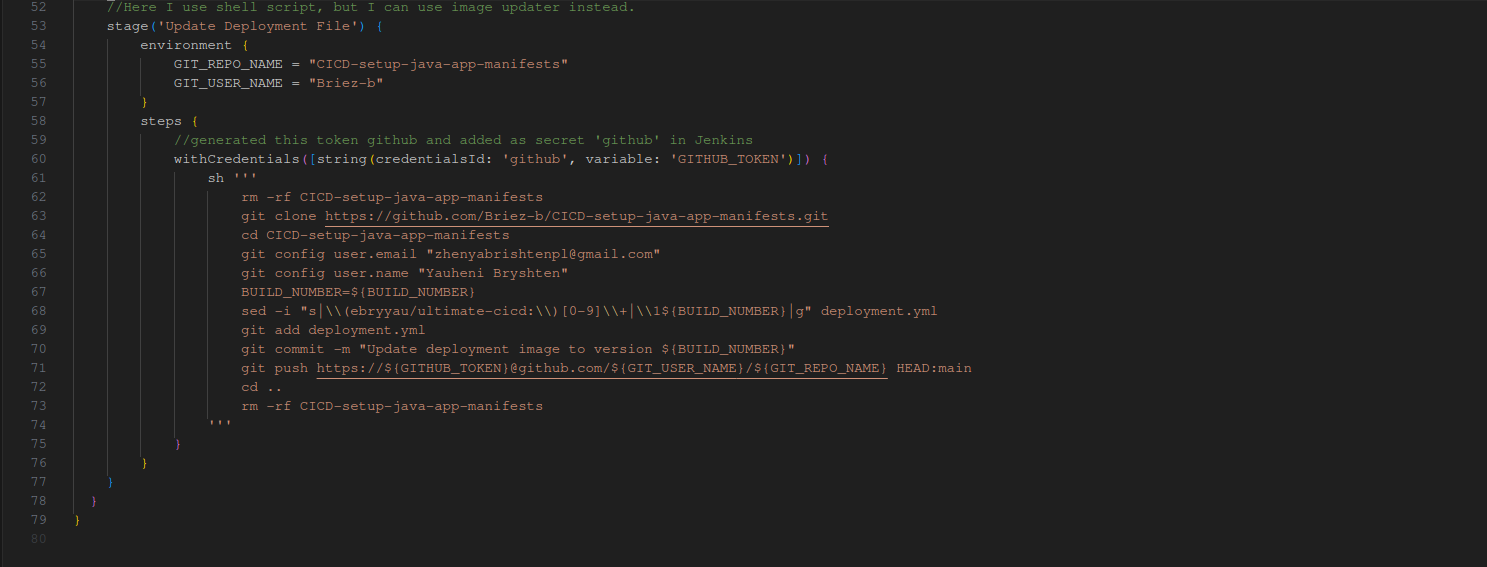 52 //Here I use shell script, but I can use image updater instead.
53 stage('Update Deployment File') {
54 environment {
55 GIT_REPO_NAME = "CICD-setup-java-app-manifests"
56 GIT_USER_NAME = "Briez-b"
57 }
58 steps {
59 //generated this token github and added as secret 'github' in Jenkins
60 withCredentials([string(credentialsId: 'github', variable: 'GITHUB_TOKEN')]) {
61 sh '''
62 rm -rf CICD-setup-java-app-manifests
63 git clone https://github.com/Briez-b/CICD-setup-java-app-manifests.git
64 cd CICD-setup-java-app-manifests
65 git config user.email "zhenyabrishtenpl@gmail.com"
66 git config user.name "Yauheni Bryshten"
67 BUILD_NUMBER=${BUILD_NUMBER}
68 sed -i "s|\\(ebryyau/ultimate-cicd:\\)[0-9]\\+|\\1${BUILD_NUMBER}|g" deployment.yml
69 git add deployment.yml
70 git commit -m "Update deployment image to version ${BUILD_NUMBER}"
71 git push https://${GITHUB_TOKEN}@github.com/${GIT_USER_NAME}/${GIT_REPO_NAME} HEAD:main
72 cd ..
73 rm -rf CICD-setup-java-app-manifests
74 '''
75 }
76 }
77 }
78 }
79 }
80